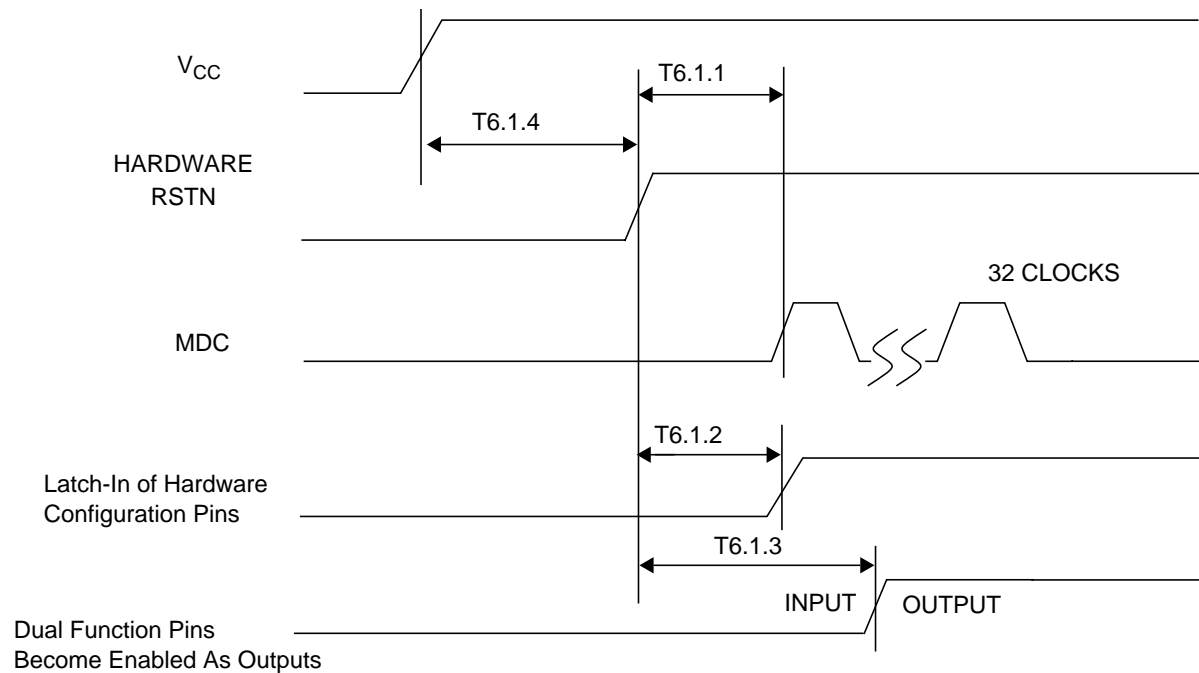 V_CC
T6.1.1
T6.1.4
HARDWARE
RSTN
32 CLOCKS
MDC
T6.1.2
Latch-In of Hardware
Configuration Pins
T6.1.3
INPUT
OUTPUT
Dual Function Pins
Become Enabled As Outputs